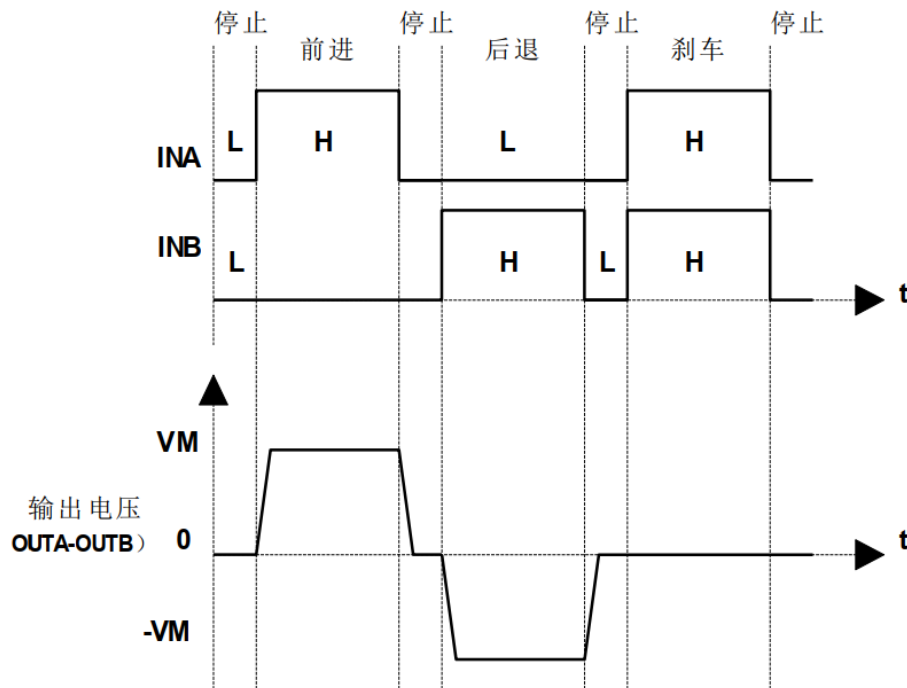 停止 停止 停止 停止
前进 后退 刹车
INA L H L H
INB L H L H
t
VM
输出电压
OUTA-OUTB） 0 t
-VM